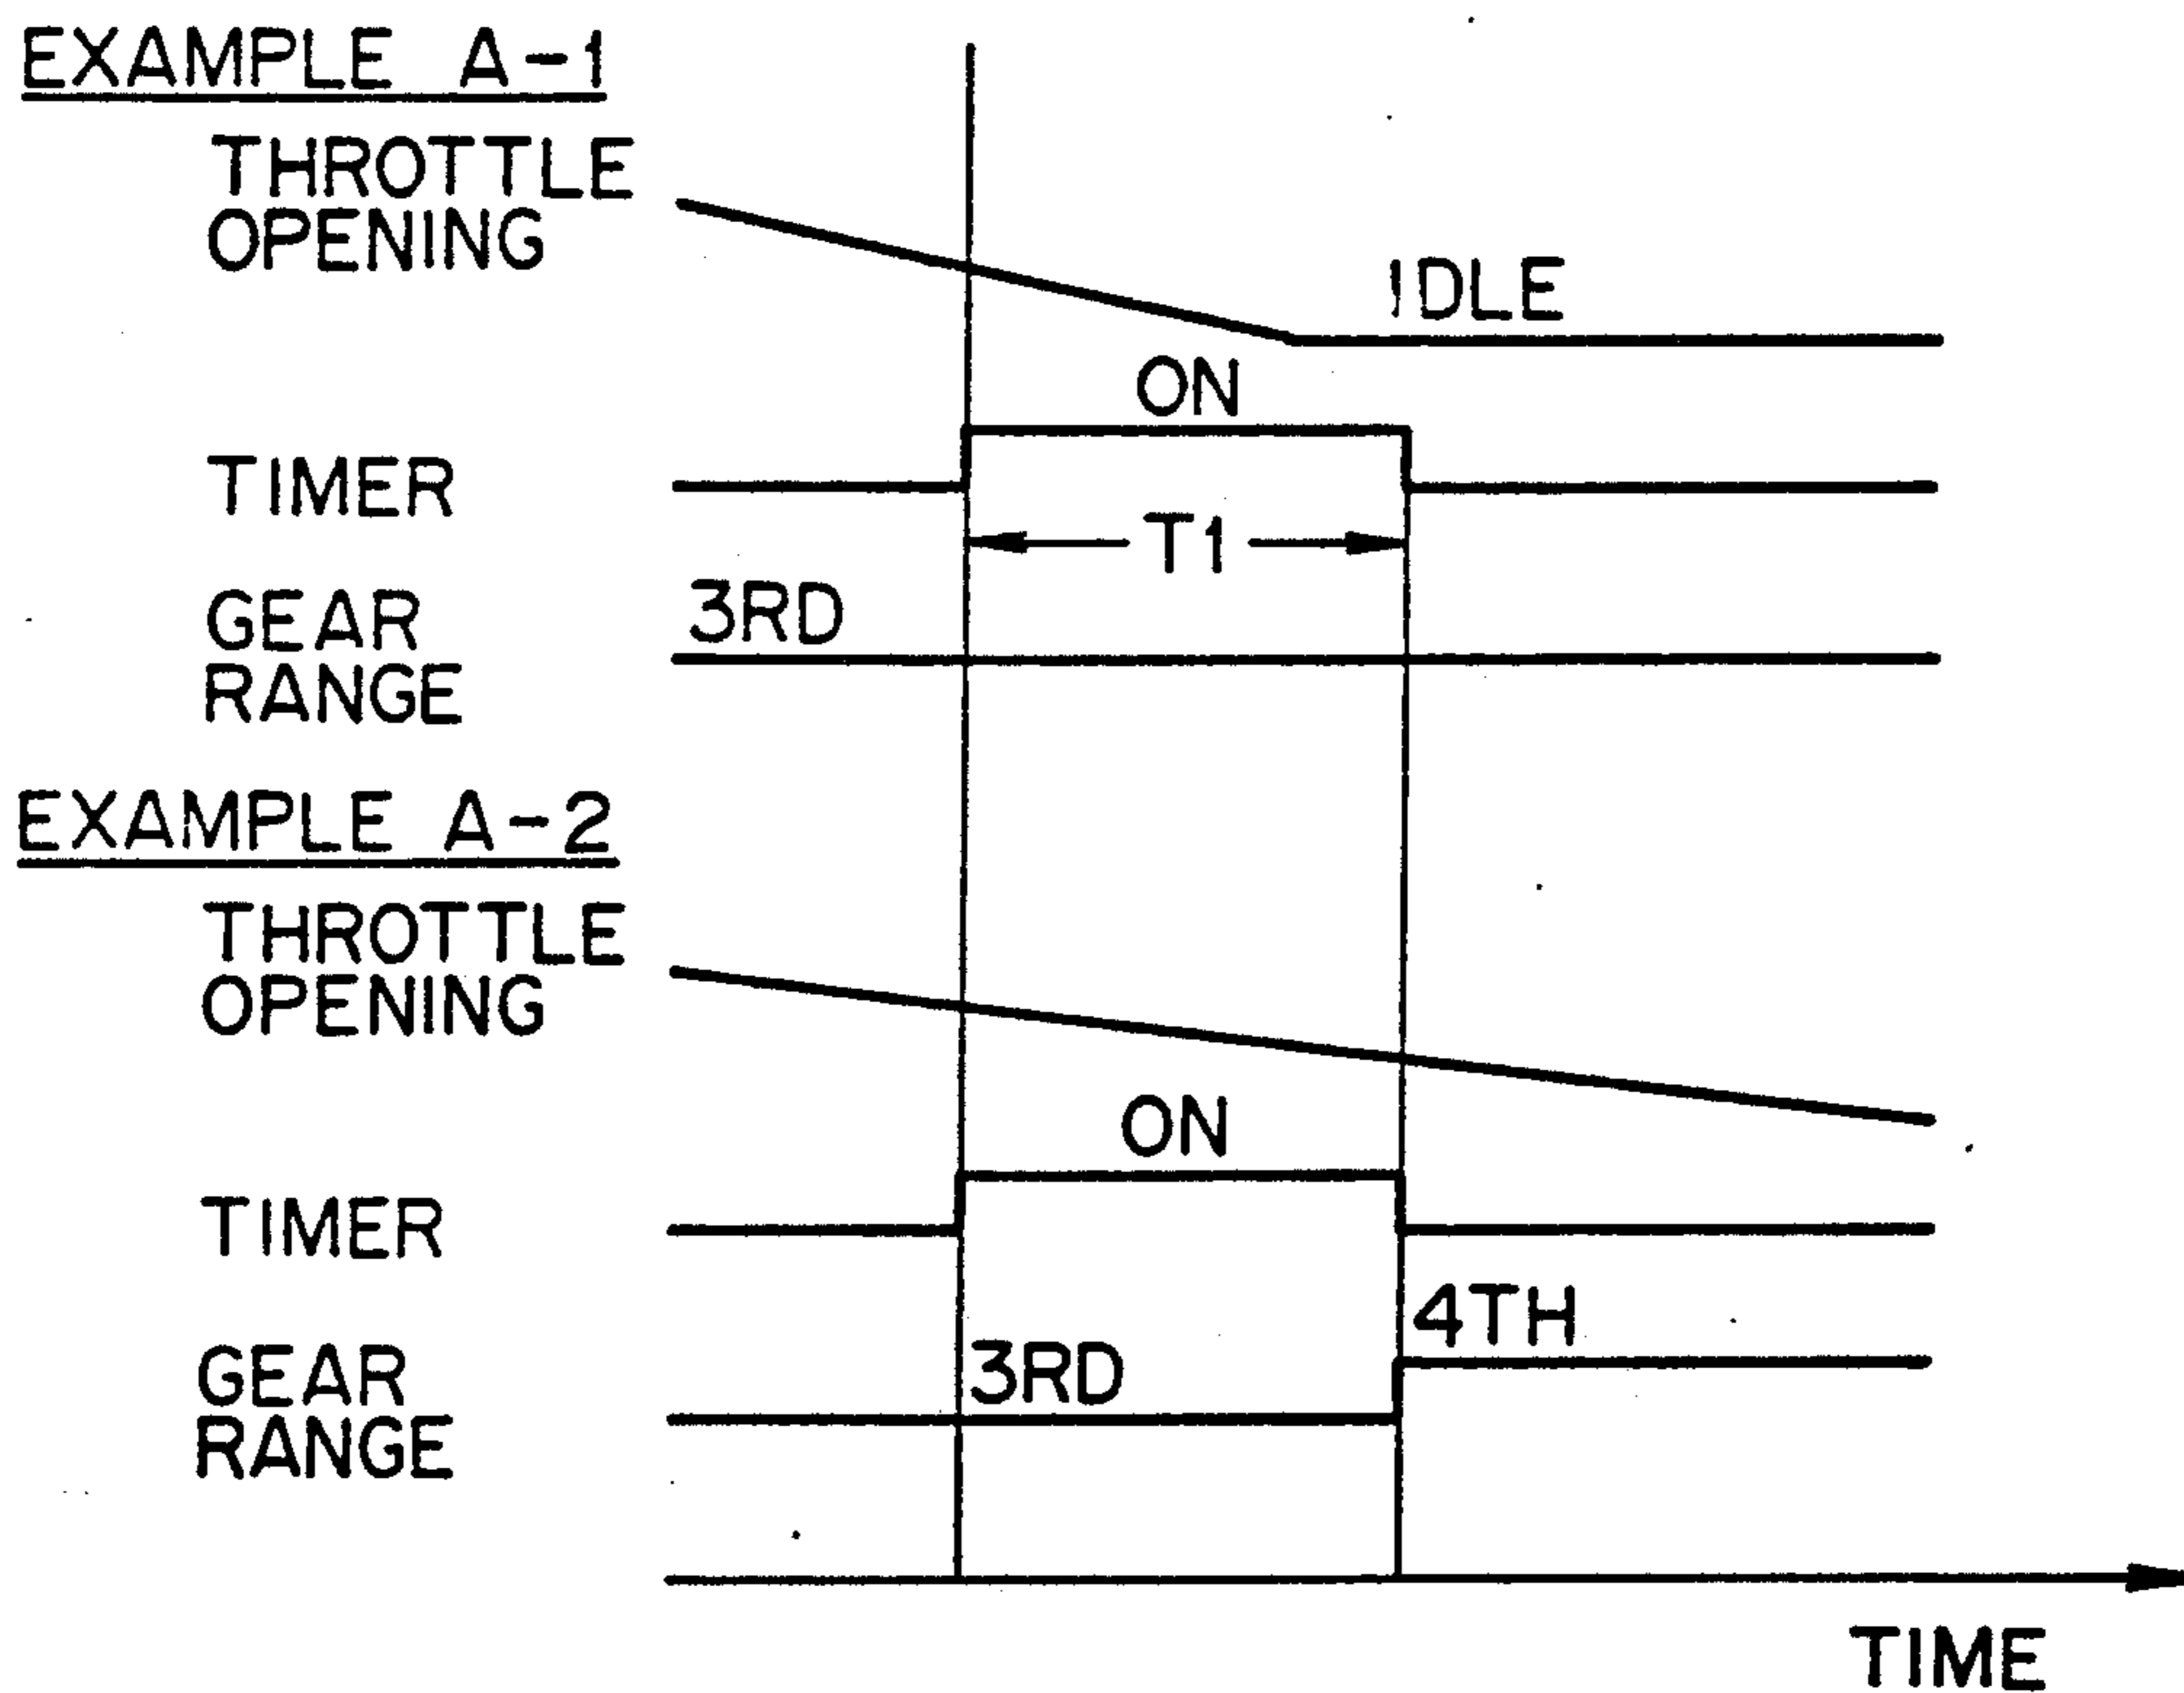 EXAMPLE A-1
THROTTLE
OPENING
IDLE
ON
TIMER
T1
GEAR
RANGE
3RD
EXAMPLE A-2
THROTTLE
OPENING
ON
TIMER
4TH
GEAR
RANGE
3RD
TIME